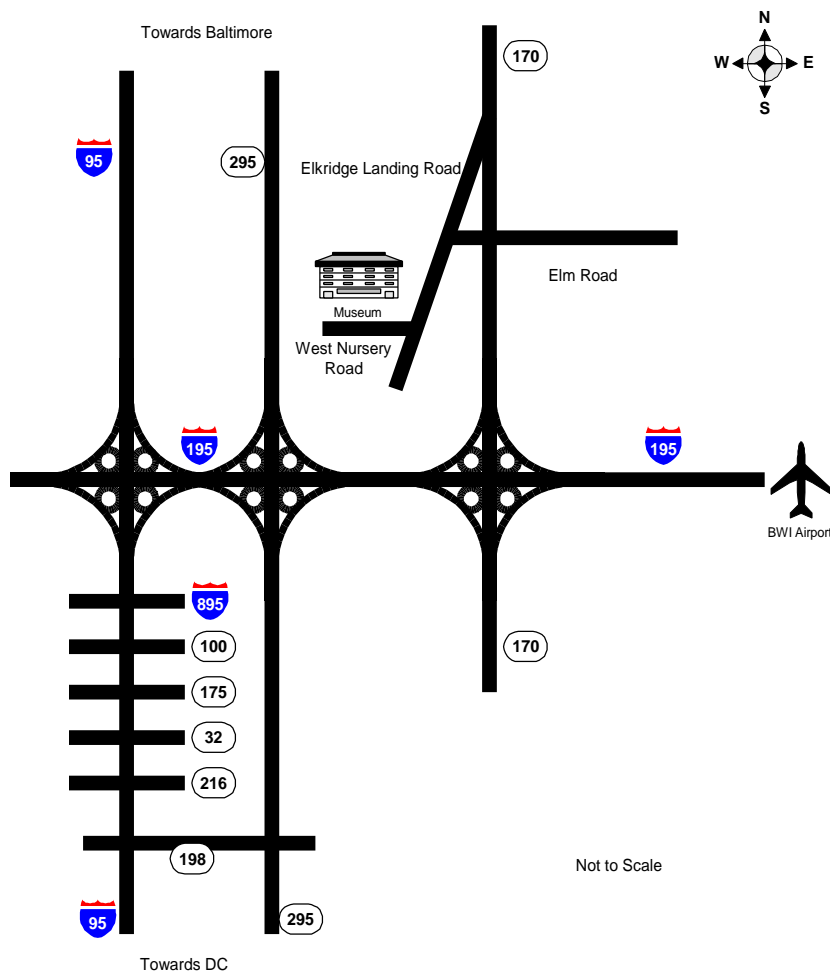 N
Towards Baltimore
170
W E
S
95
295
Elkridge Landing Road
Elm Road
Museum
West Nursery
Road
195
195
BWI Airport
895
100
170
175
32
216
198
Not to Scale
95
295
Towards DC